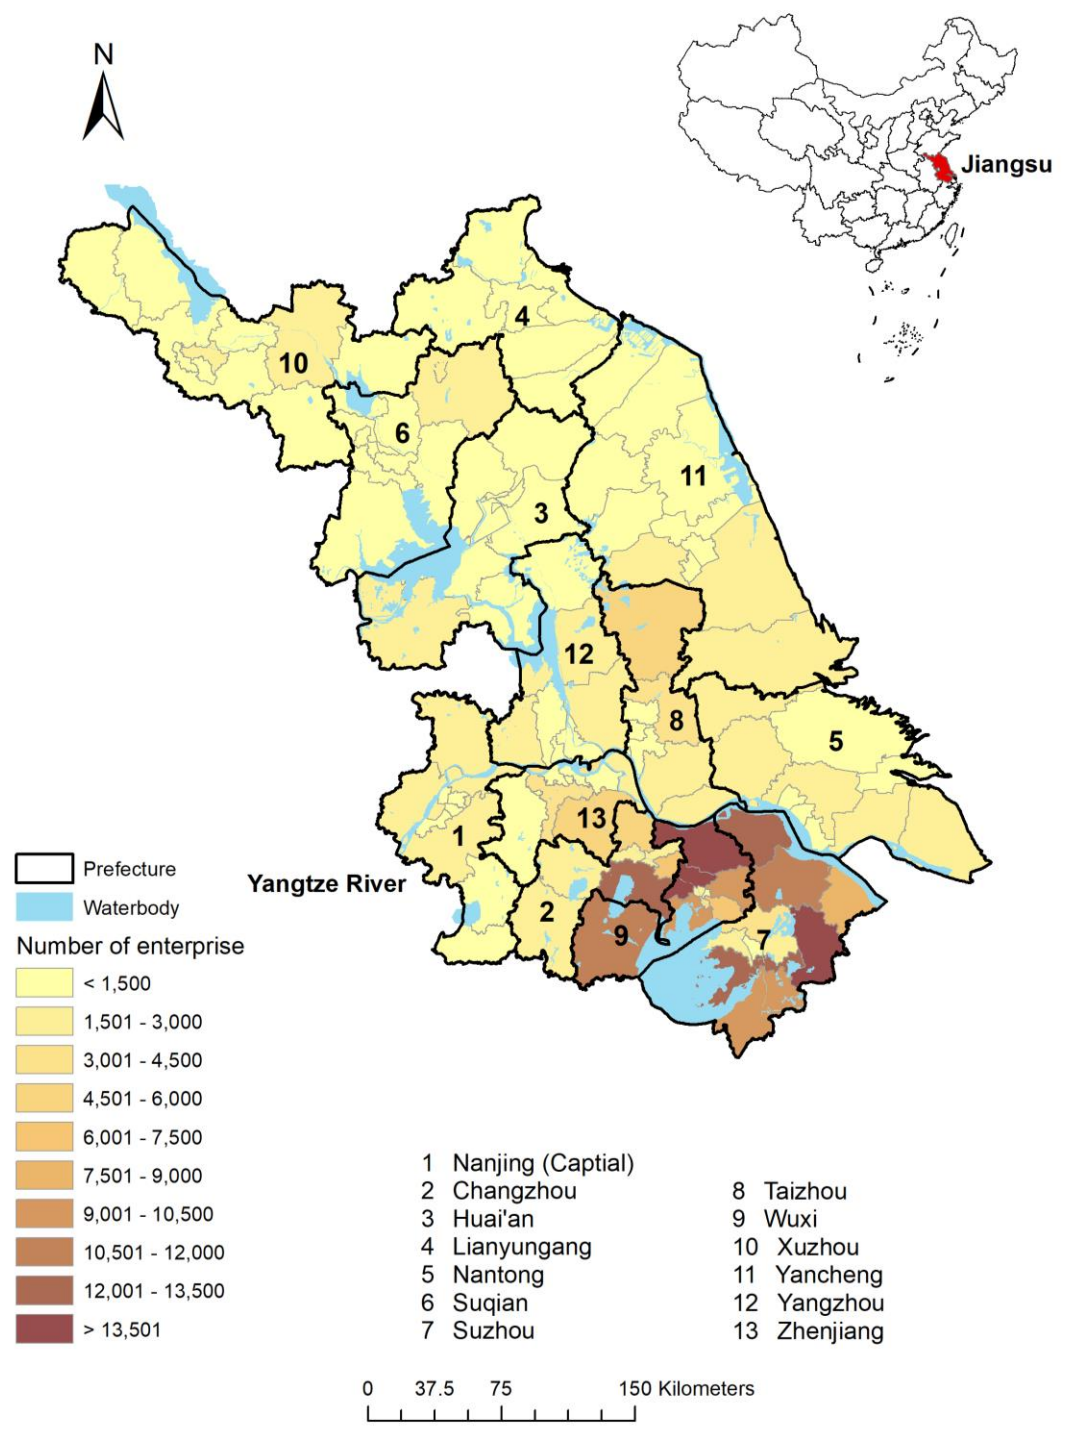 N
Jiangsu
4
10
6
11
3
12
8
5
13
1
Yangtze River
2
9
7
Prefecture
Waterbody
Number of enterprise
< 1,500
1,501 - 3,000
3,001 - 4,500
4,501 - 6,000
6,001 - 7,500
7,501 - 9,000
9,001 - 10,500
10,501 - 12,000
12,001 - 13,500
> 13,501
1 Nanjing (Captial)
2 Changzhou
3 Huai'an
4 Lianyungang
5 Nantong
6 Suqian
7 Suzhou
8 Taizhou
9 Wuxi
10 Xuzhou
11 Yancheng
12 Yangzhou
13 Zhenjiang
0 37.5 75 150 Kilometers